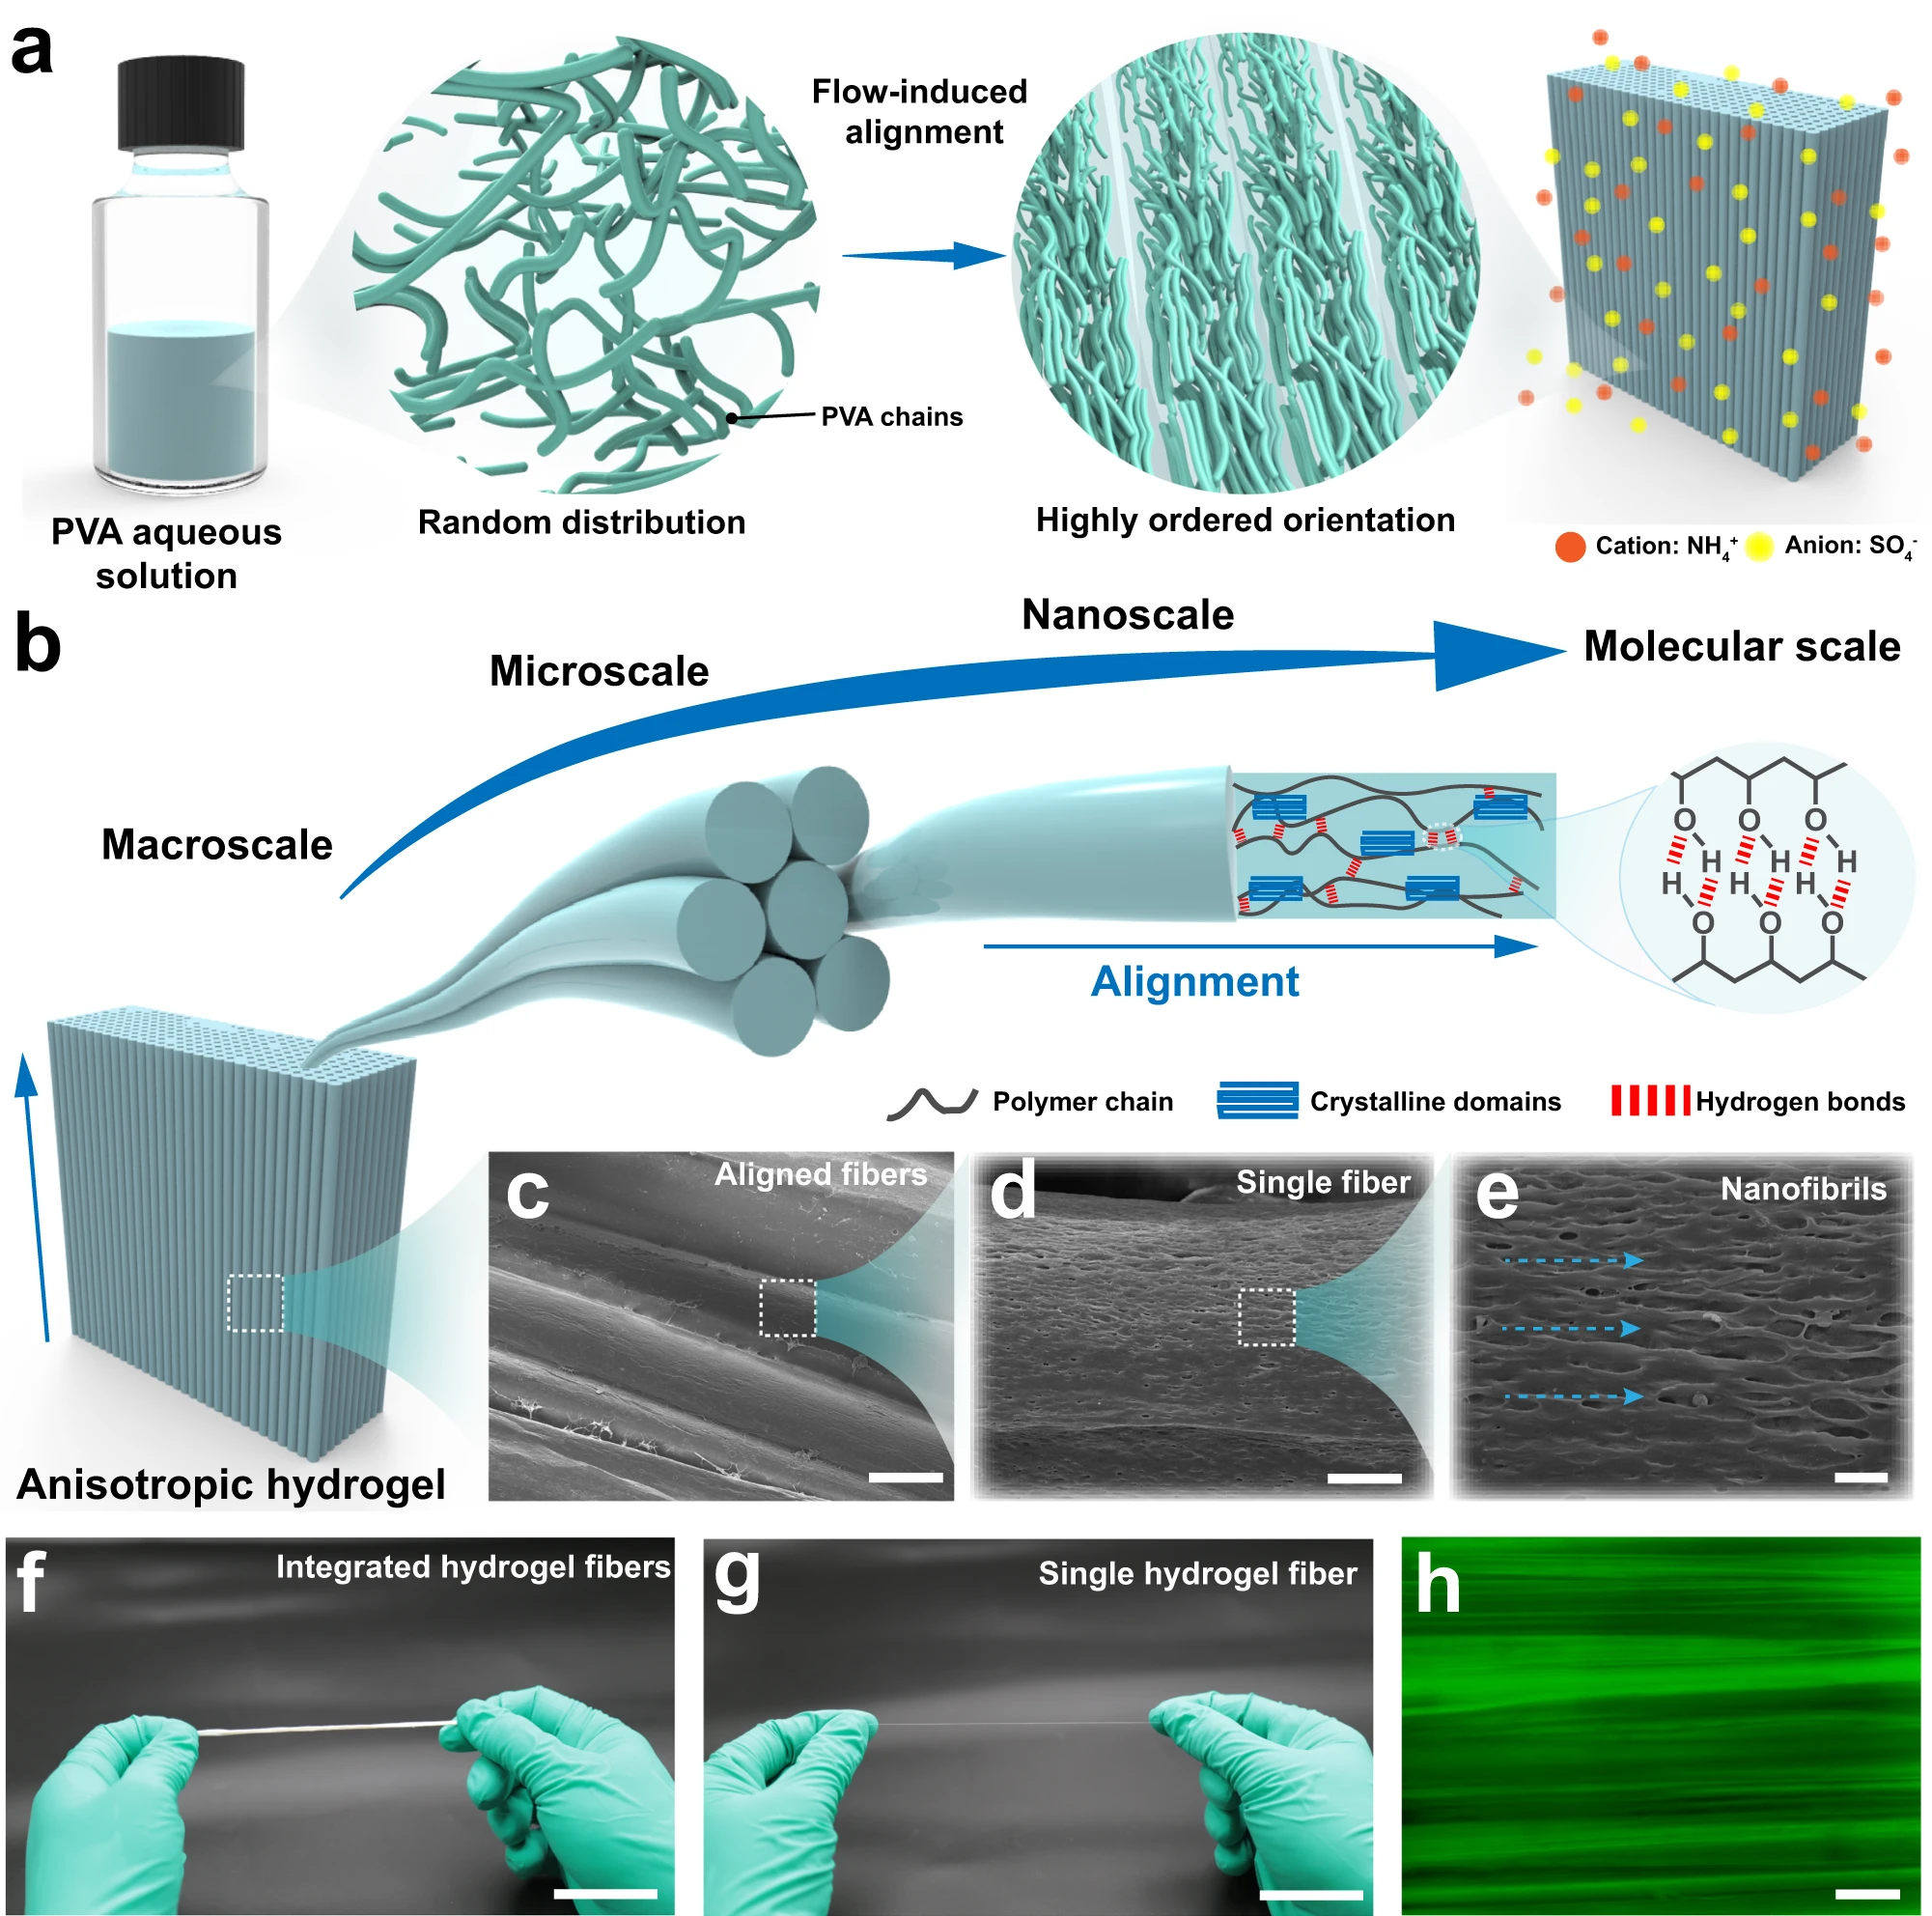 a
Flow-induced
alignment
PVA chains
PVA aqueous
solution
Random distribution
Highly ordered orientation
Cation: NH4+
Anion: SO4-
b
Macroscale
Microscale
Nanoscale
Molecular scale
O O O
H H H
H H H
O O O
Alignment
Polymer chain
Crystalline domains
Hydrogen bonds
Anisotropic hydrogel
c
Aligned fibers
d
Single fiber
e
Nanofibrils
f
Integrated hydrogel fibers
g
Single hydrogel fiber
h